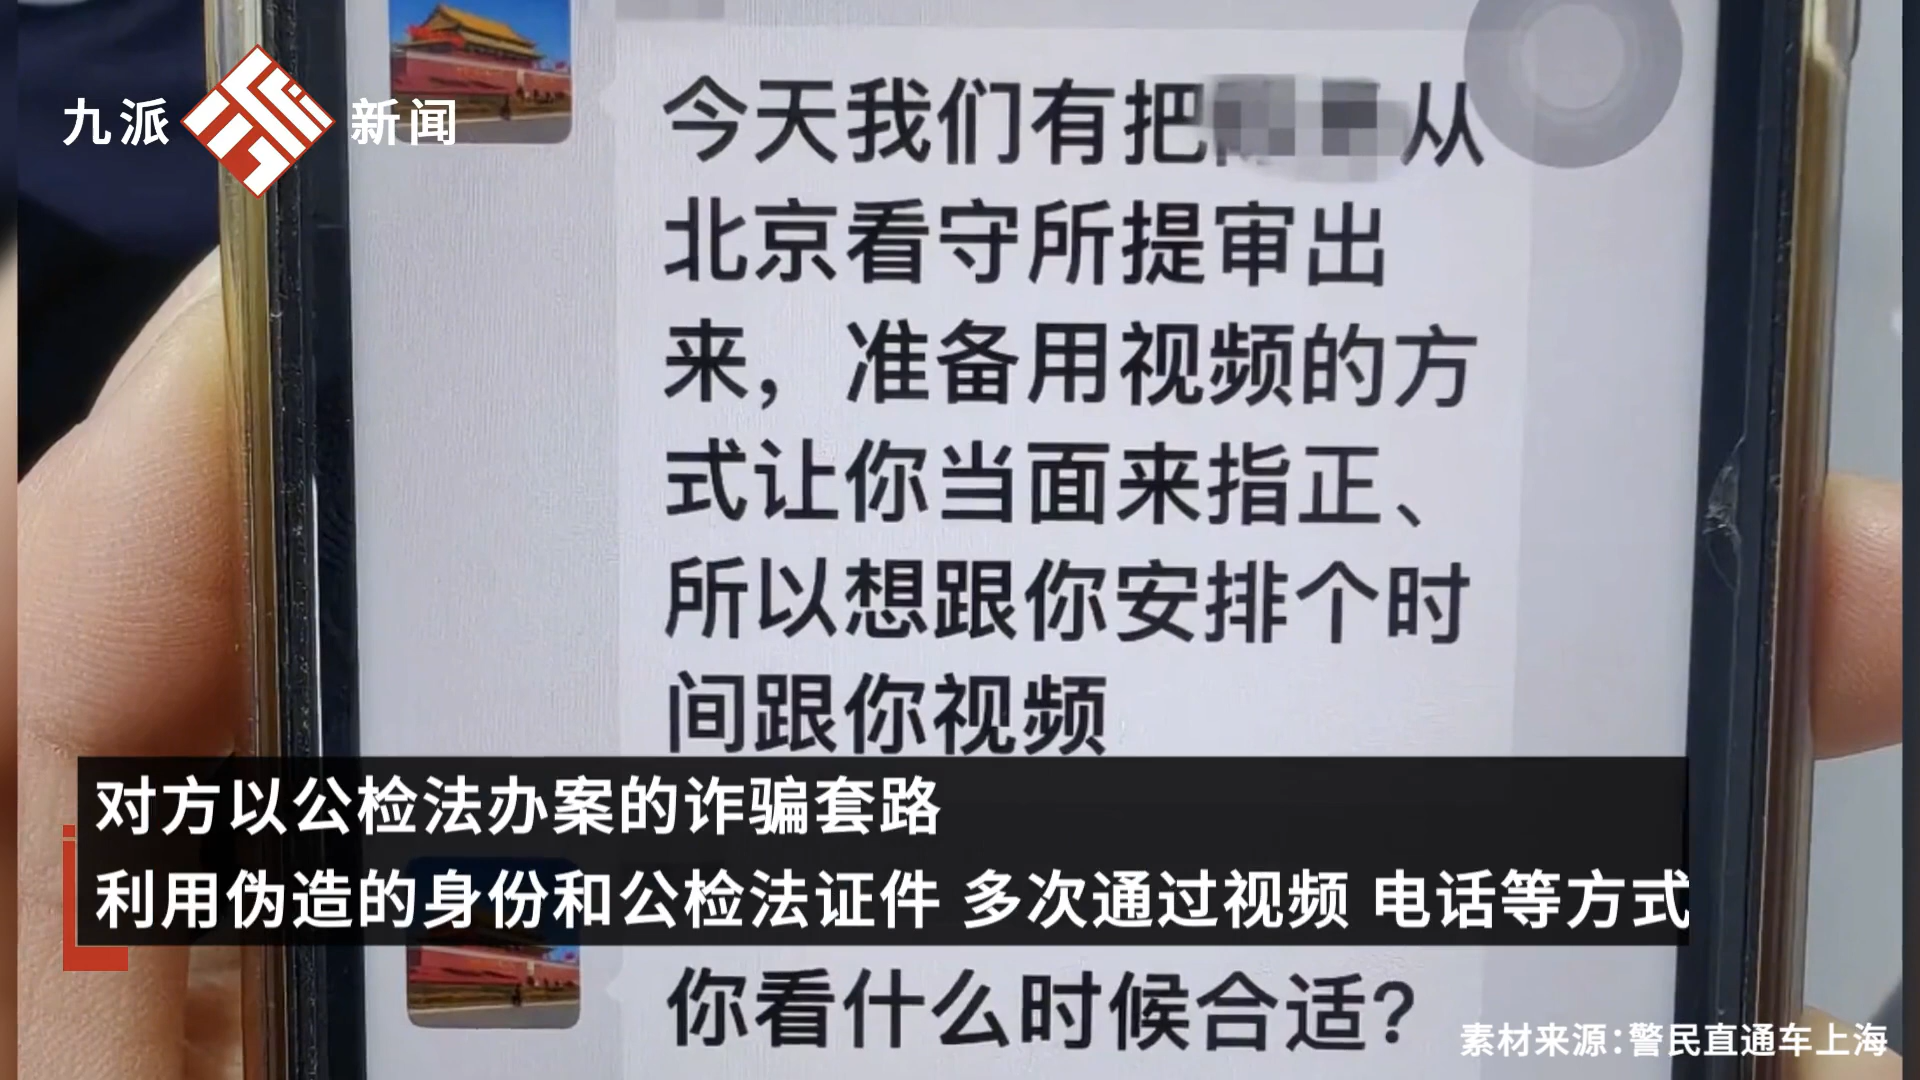 九派新闻
今天我们有把 从
北京看守所提审出
来，准备用视频的方
式让你当面来指正、
所以想跟你安排个时
间跟你视频
对方以公检法办案的诈骗套路
利用伪造的身份和公检法证件 多次通过视频 电话等方式
你看什么时候合适？
素材来源：警民直通车上海